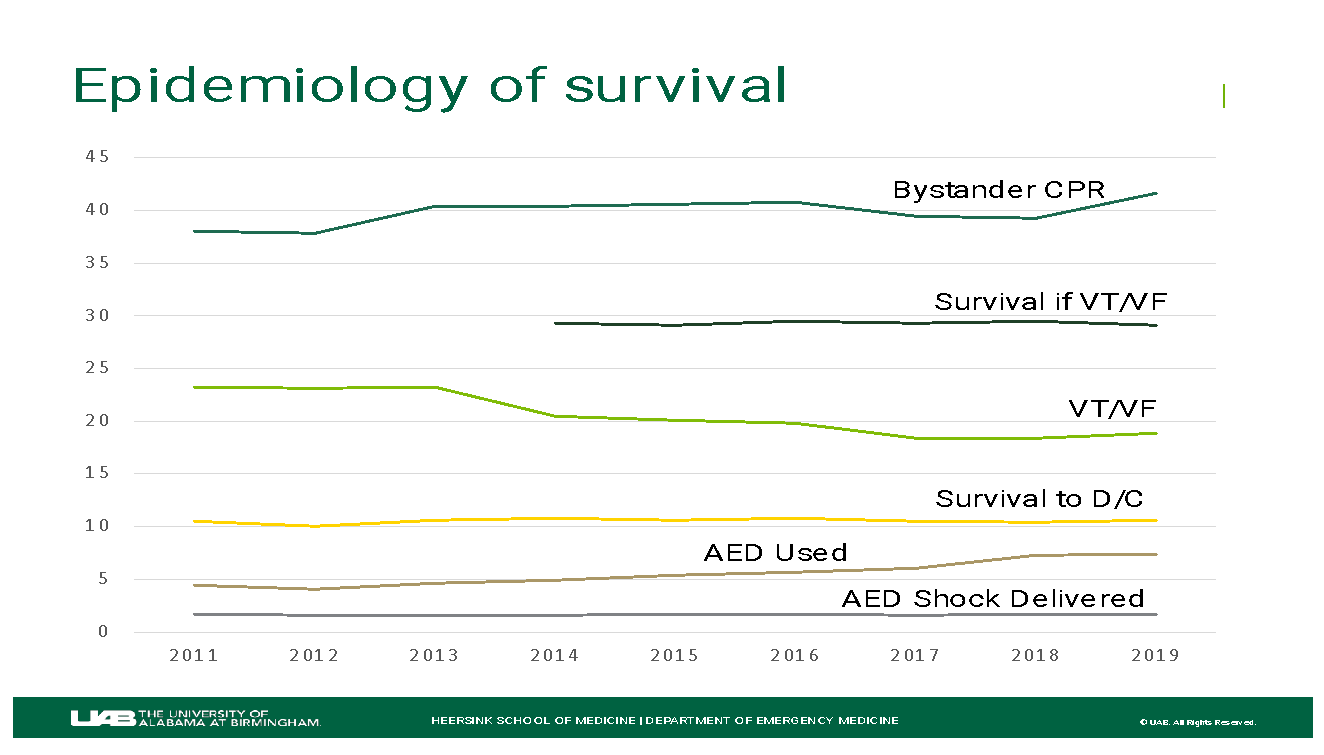 Epidemiology of survival
45
40
35
30
25
20
15
10
5
0
Bystander CPR
Survival if VT/VF
VT/VF
Survival to D/C
AED Used
AED Shock Delivered
2011 2012 2013 2014 2015 2016 2017 2018 2019
UAB THE UNIVERSITY OF
ALABAMA AT BIRMINGHAM.
HEERSINK SCHOOL OF MEDICINE | DEPARTMENT OF EMERGENCY MEDICINE
© UAB. All Rights Reserved.